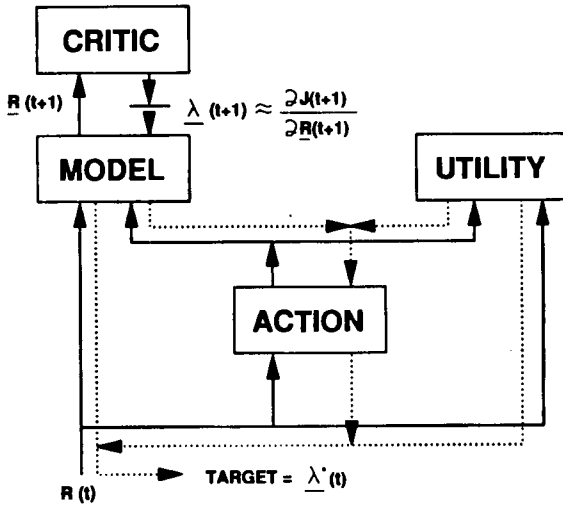 CRITIC
R (t+1)
λ (t+1) ≈ ∂J(t+1) / ∂R(t+1)
MODEL
UTILITY
ACTION
R (t)
TARGET = λ*(t)